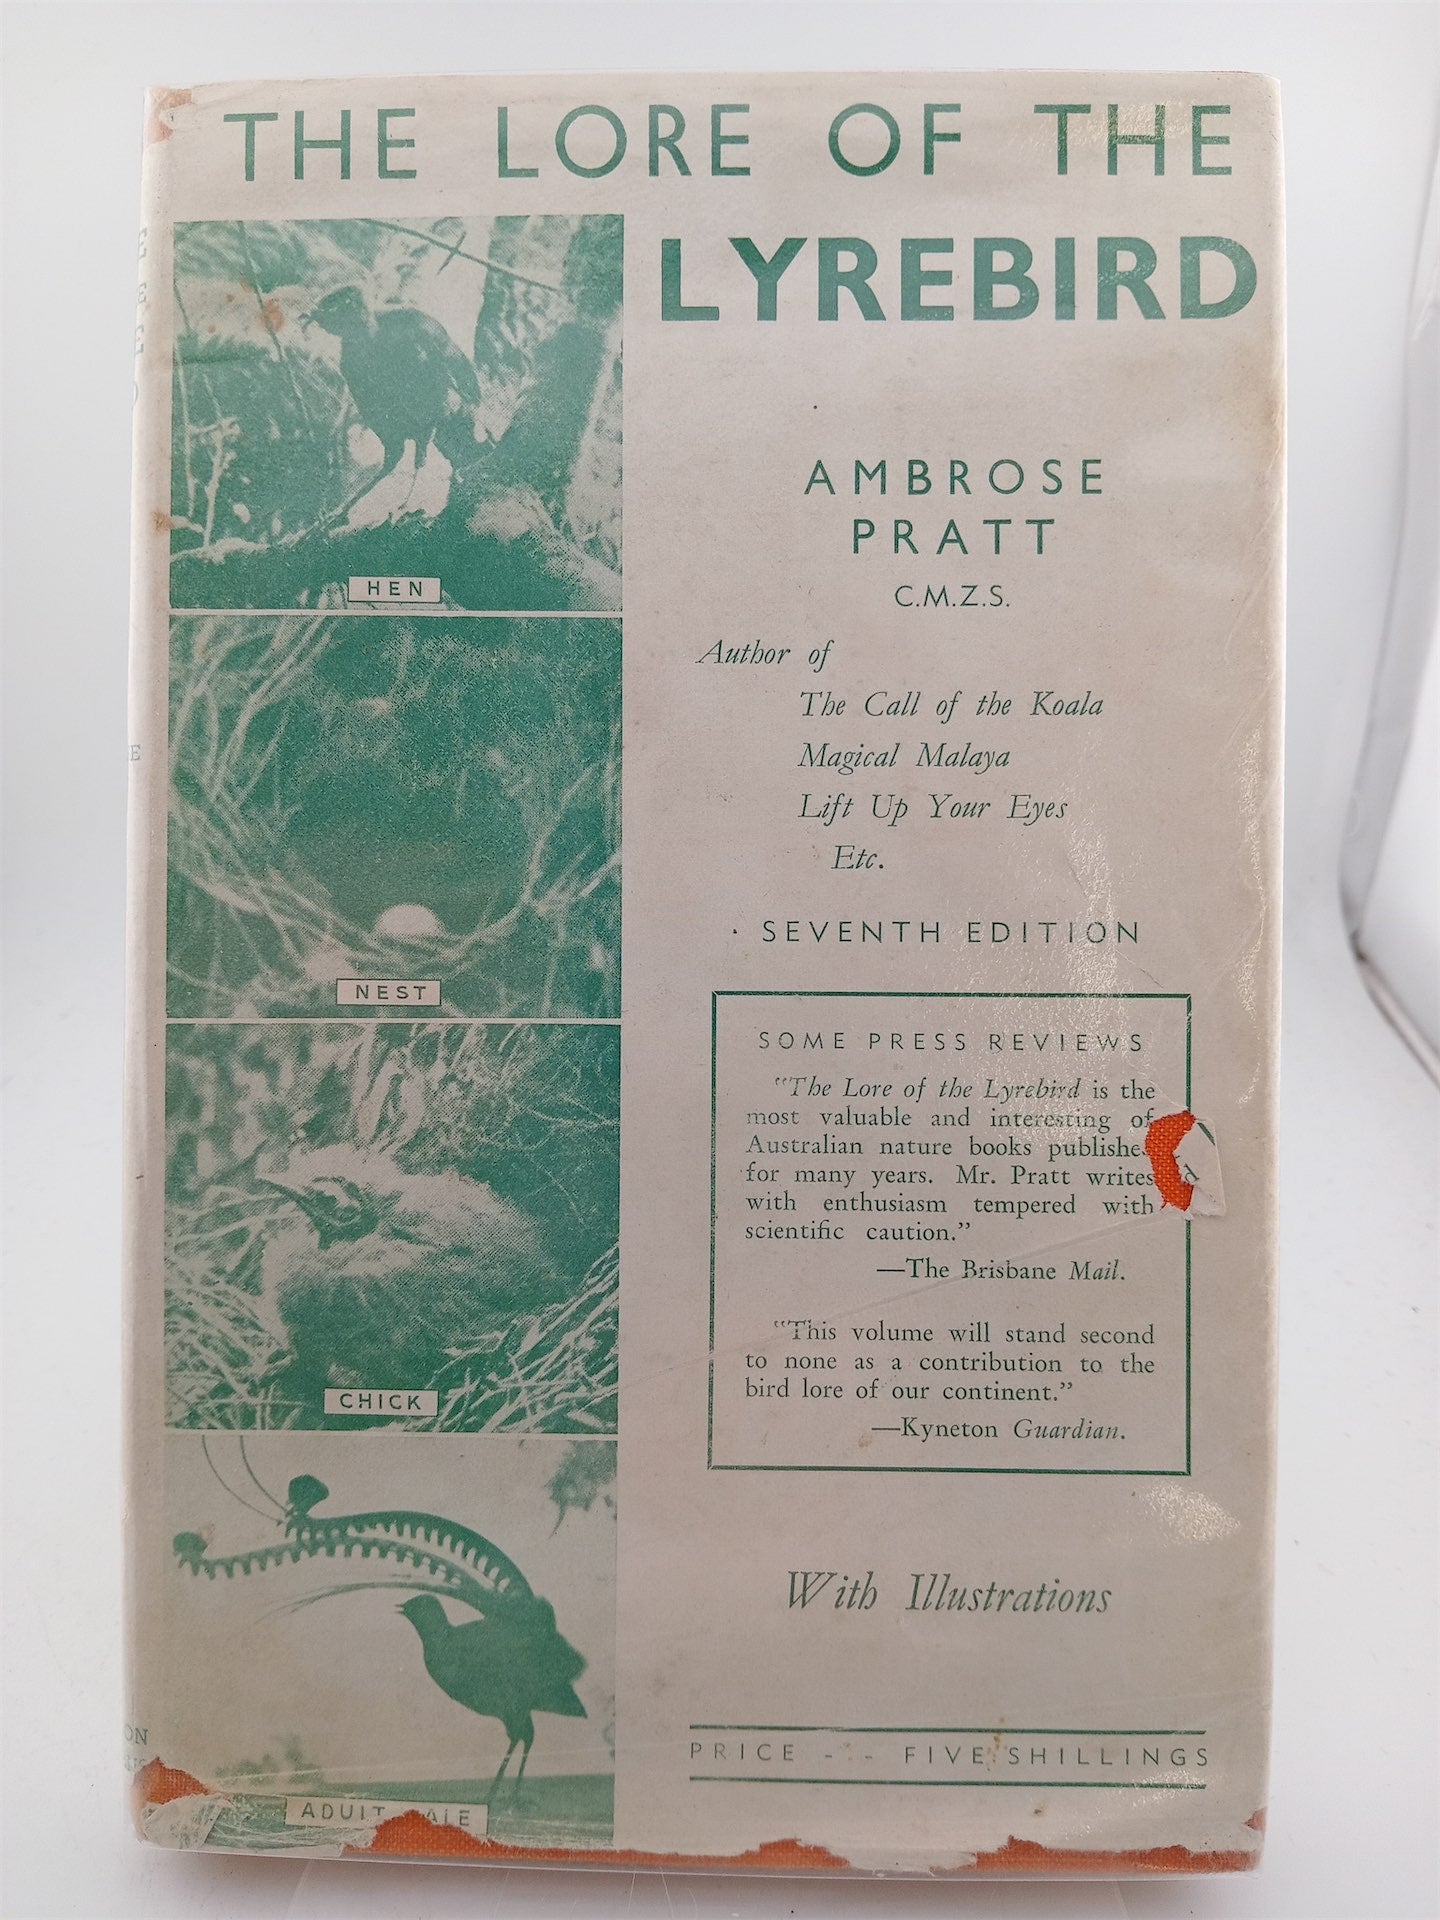 THE LORE OF THE
LYREBIRD
HEN
NEST
CHICK
AMBROSE
PRATT
C.M.Z.S.
Author of
The Call of the Koala
Magical Malaya
Lift Up Your Eyes
Etc.
SEVENTH EDITION
SOME PRESS REVIEWS
"The Lore of the Lyrebird is the
most valuable and interesting of
Australian nature books published
for many years. Mr. Pratt writes
with enthusiasm tempered with
scientific caution."
—The Brisbane Mail.
"This volume will stand second
to none as a contribution to the
bird lore of our continent."
—Kyneton Guardian.
With Illustrations
PRICE - - - FIVE SHILLINGS
ADULT